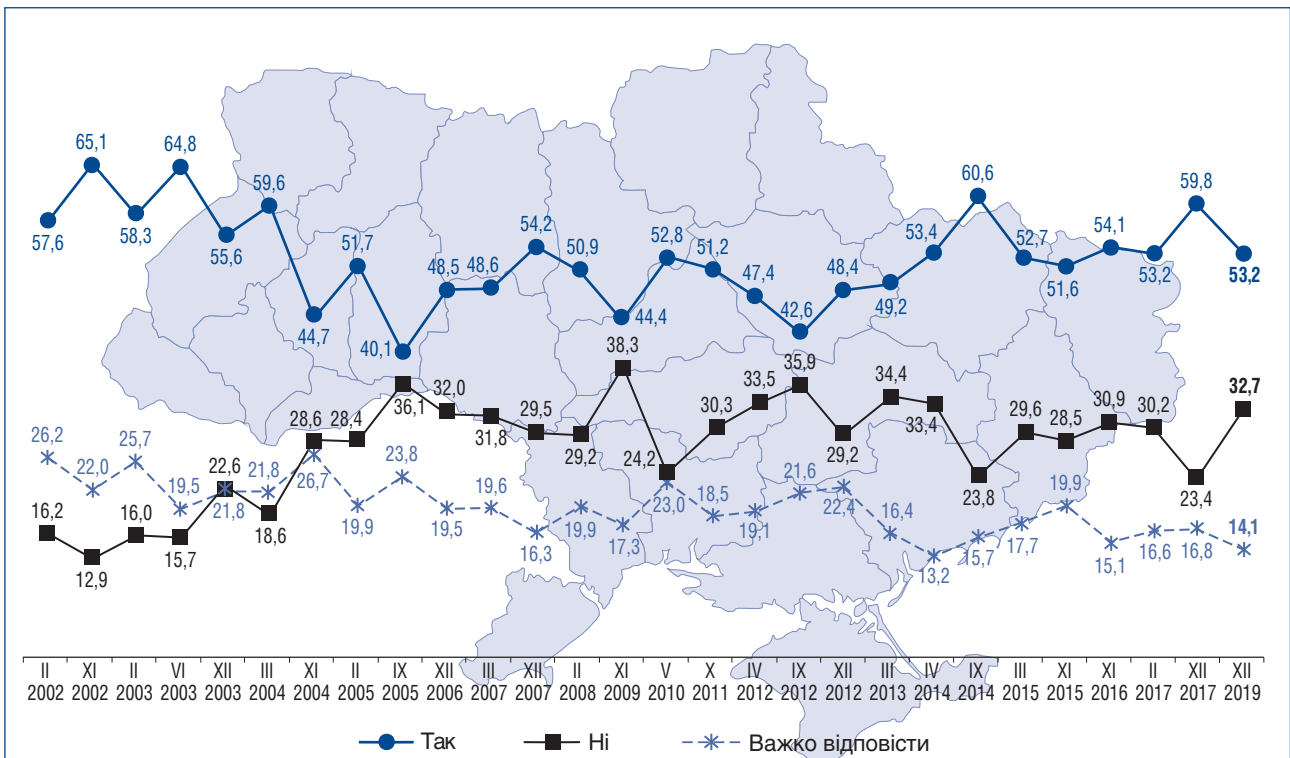 57,6 65,1 58,3 64,8 55,6 59,6 44,7 51,7 40,1 48,5 48,6 54,2 50,9 44,4 52,8 51,2 47,4 42,6 48,4 49,2 53,4 60,6 52,7 51,6 54,1 53,2 59,8 53,2
16,2 12,9 16,0 15,7 22,6 18,6 28,6 28,4 36,1 32,0 31,8 29,5 29,2 38,3 24,2 30,3 33,5 35,9 29,2 34,4 33,4 23,8 29,6 28,5 30,9 30,2 23,4 32,7
26,2 22,0 25,7 19,5 21,8 21,8 26,7 19,9 23,8 19,5 19,6 16,3 19,9 17,3 23,0 18,5 19,1 21,6 22,4 16,4 13,2 15,7 17,7 19,9 15,1 16,6 16,8 14,1
II XI II VI XII III XI II IX XII III XII II XI V X IV IX XII III IV IX III XI XI II XII XII
2002 2002 2003 2003 2003 2004 2004 2005 2005 2006 2007 2007 2008 2009 2010 2011 2012 2012 2012 2013 2014 2014 2015 2015 2016 2017 2017 2019
Так Ні Важко відповісти